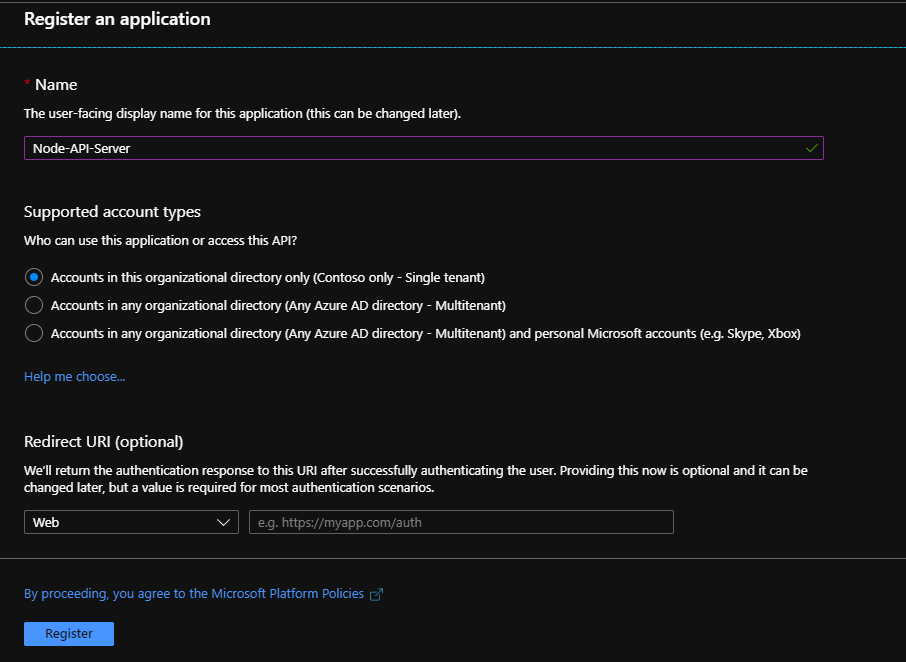 Register an application
* Name
The user-facing display name for this application (this can be changed later).
Node-API-Server
Supported account types
Who can use this application or access this API?
Accounts in this organizational directory only (Contoso only - Single tenant)
Accounts in any organizational directory (Any Azure AD directory - Multitenant)
Accounts in any organizational directory (Any Azure AD directory - Multitenant) and personal Microsoft accounts (e.g. Skype, Xbox)
Help me choose...
Redirect URI (optional)
We'll return the authentication response to this URI after successfully authenticating the user. Providing this now is optional and it can be
changed later, but a value is required for most authentication scenarios.
Web
e.g. https://myapp.com/auth
By proceeding, you agree to the Microsoft Platform Policies
Register